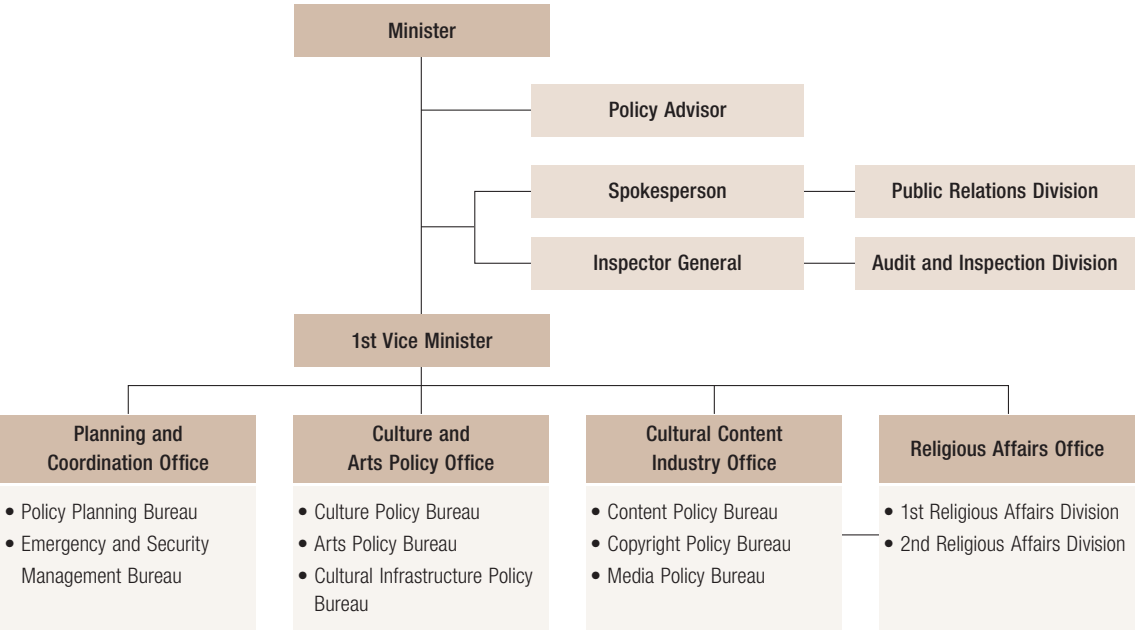 Minister
Policy Advisor
Spokesperson
Public Relations Division
Inspector General
Audit and Inspection Division
1st Vice Minister
Planning and
Coordination Office
• Policy Planning Bureau
• Emergency and Security
Management Bureau
Culture and
Arts Policy Office
• Culture Policy Bureau
• Arts Policy Bureau
• Cultural Infrastructure Policy
Bureau
Cultural Content
Industry Office
• Content Policy Bureau
• Copyright Policy Bureau
• Media Policy Bureau
Religious Affairs Office
• 1st Religious Affairs Division
• 2nd Religious Affairs Division